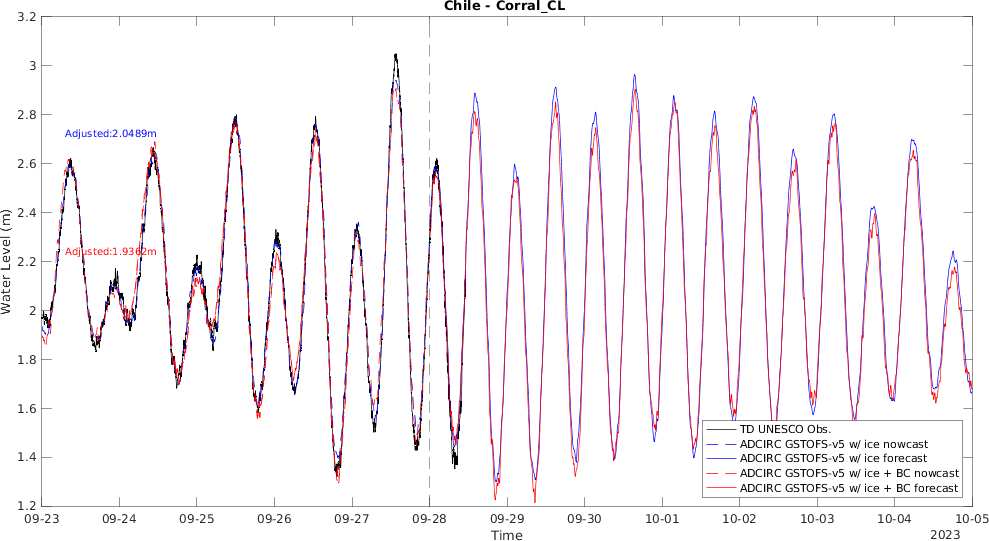 Chile - Corral_CL
3.2
3
2.8
2.6
2.4
2.2
2
1.8
1.6
1.4
1.2
Water Level (m)
Adjusted:2.0489m
Adjusted:1.9362m
TD UNESCO Obs.
ADCIRC GSTOFS-v5 w/ ice nowcast
ADCIRC GSTOFS-v5 w/ ice forecast
ADCIRC GSTOFS-v5 w/ ice + BC nowcast
ADCIRC GSTOFS-v5 w/ ice + BC forecast
09-23 09-24 09-25 09-26 09-27 09-28 09-29 09-30 10-01 10-02 10-03 10-04 10-05
Time
2023